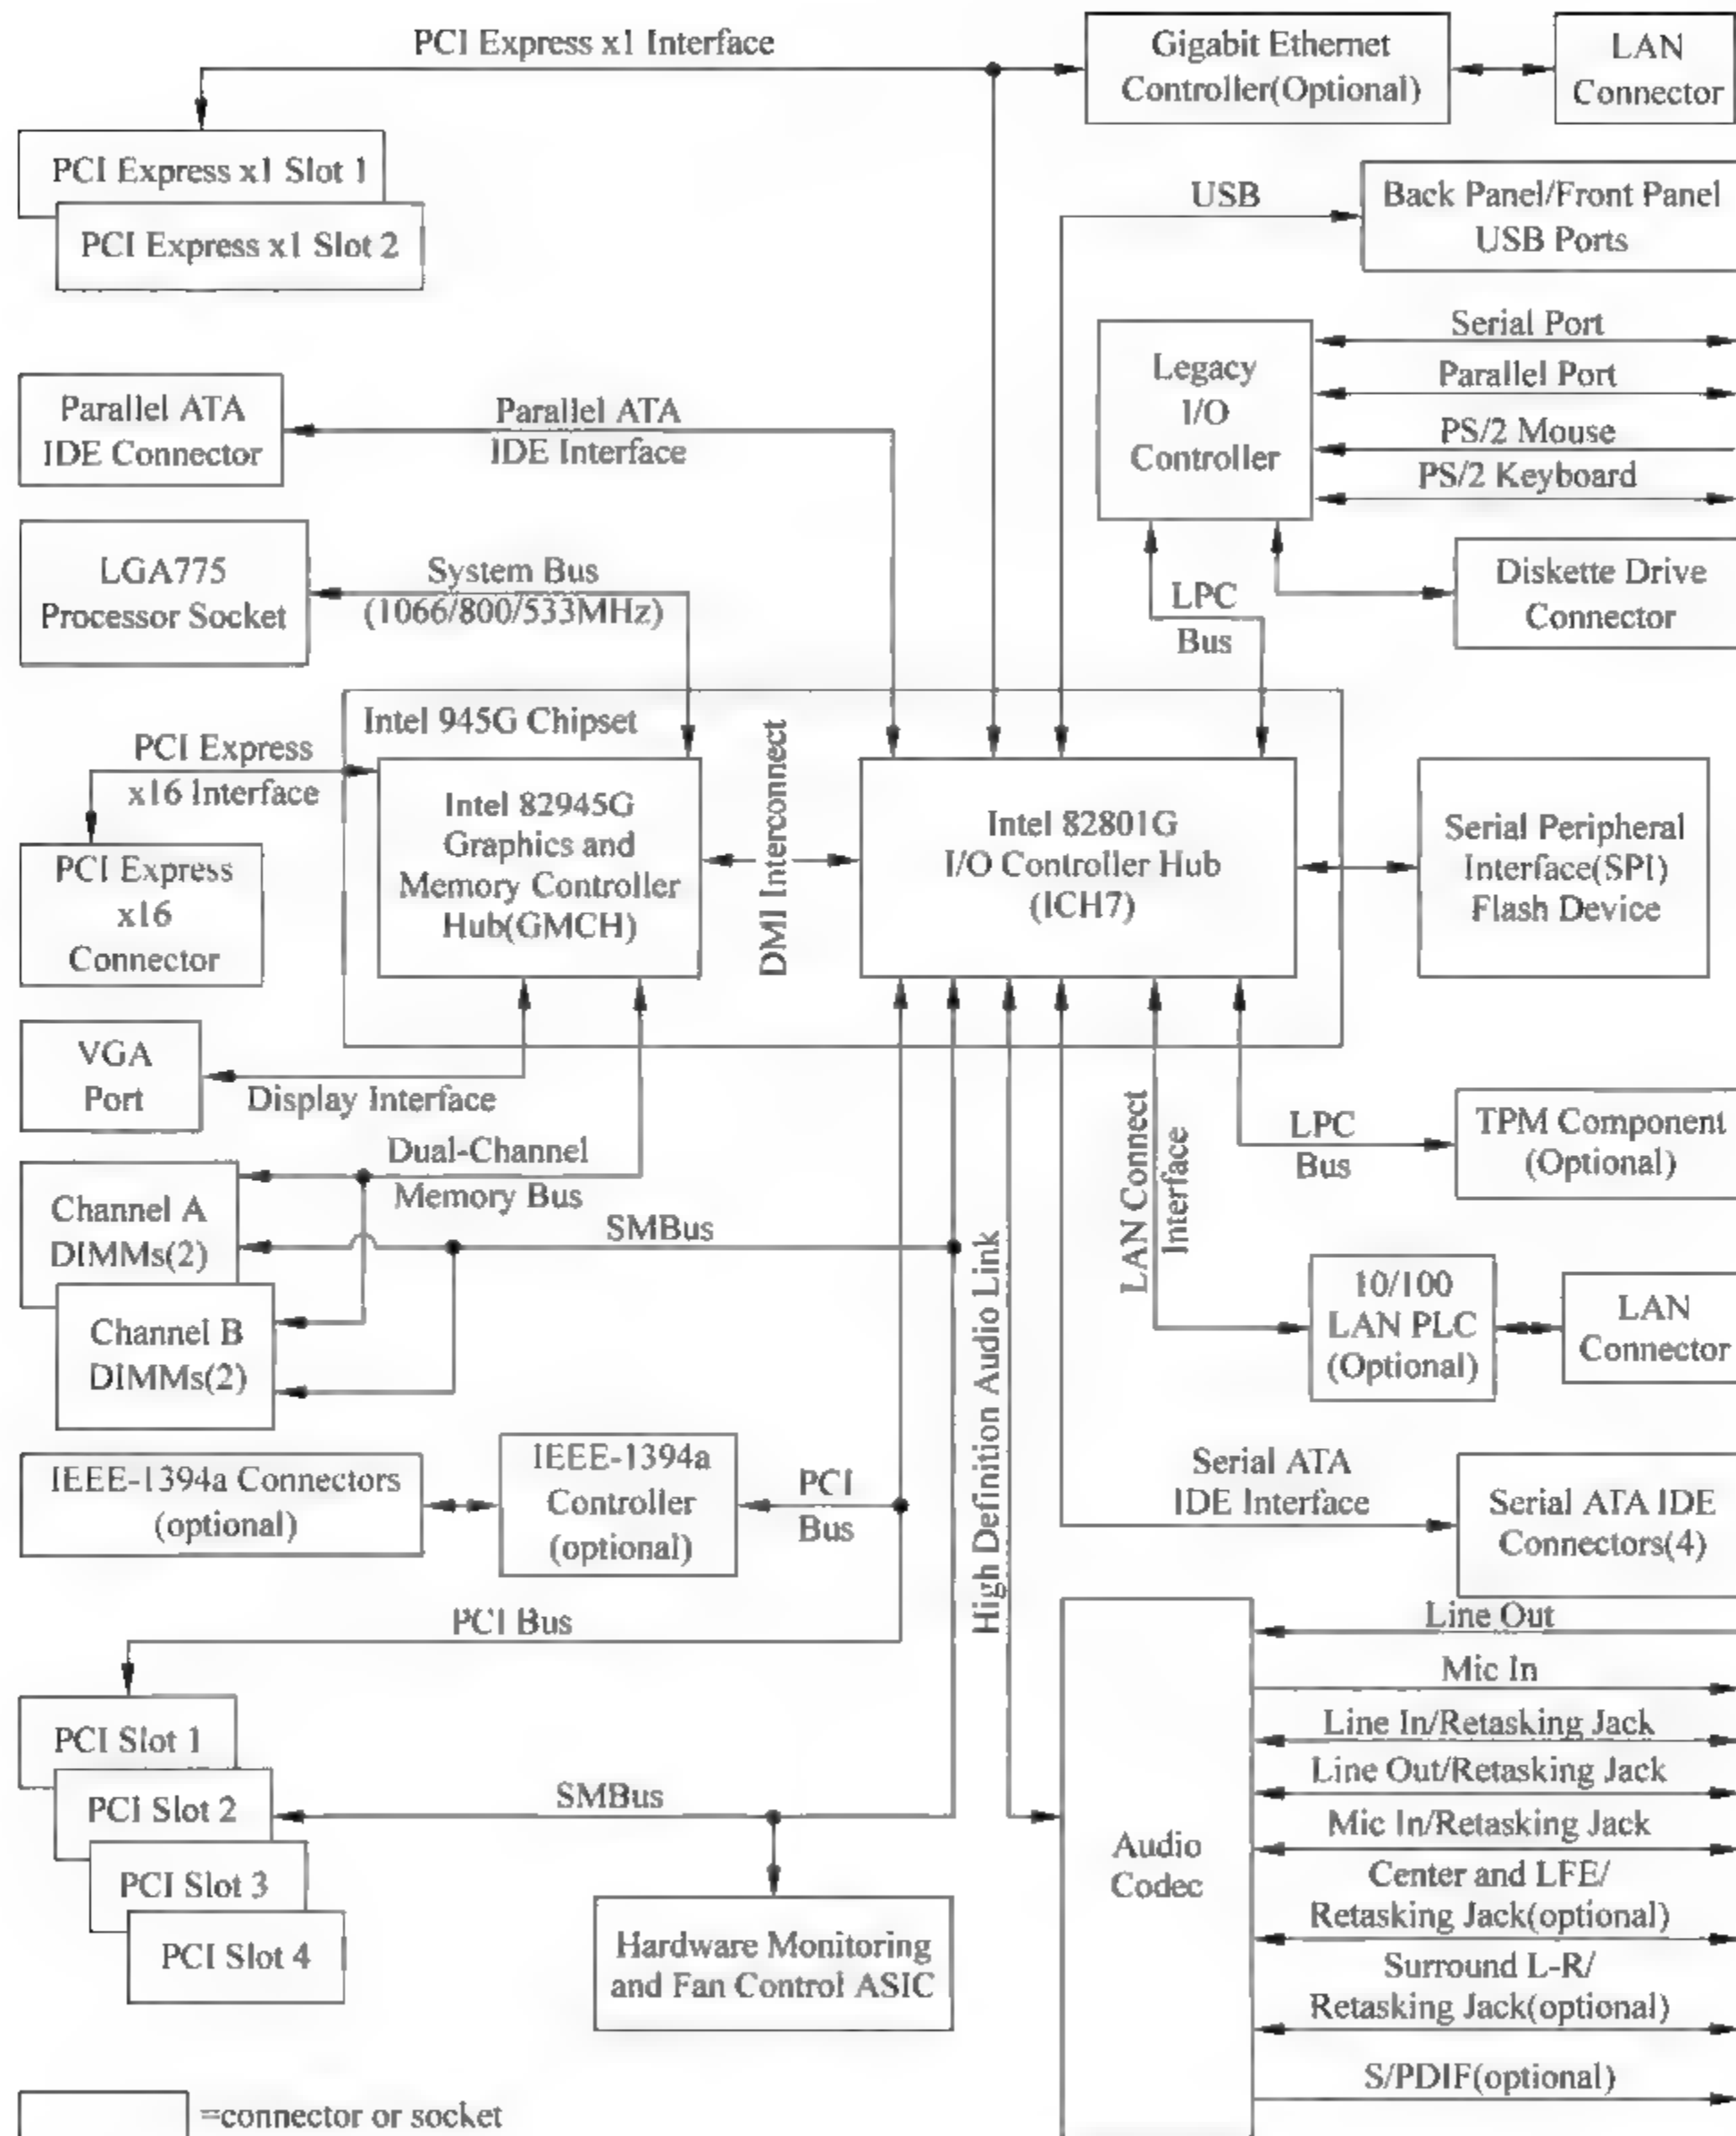 PCI Express x1 Interface
Gigabit Ethernet
Controller(Optional)
LAN
Connector
PCI Express x1 Slot 1
PCI Express x1 Slot 2
USB
Back Panel/Front Panel
USB Ports
Legacy
I/O
Controller
Serial Port
Parallel Port
PS/2 Mouse
PS/2 Keyboard
Parallel ATA
IDE Connector
Parallel ATA
IDE Interface
LGA775
Processor Socket
System Bus
(1066/800/533MHz)
LPC
Bus
Diskette Drive
Connector
Intel 945G Chipset
PCI Express
x16 Interface
PCI Express
x16
Connector
Intel 82945G
Graphics and
Memory Controller
Hub(GMCH)
DMI Interconnect
Intel 82801G
I/O Controller Hub
(ICH7)
Serial Peripheral
Interface(SPI)
Flash Device
VGA
Port
Display Interface
Dual-Channel
Memory Bus
Channel A
DIMMs(2)
SMBus
Channel B
DIMMs(2)
High Definition Audio Link
LAN Connect
Interface
LPC
Bus
TPM Component
(Optional)
10/100
LAN PLC
(Optional)
LAN
Connector
IEEE-1394a Connectors
(optional)
IEEE-1394a
Controller
(optional)
PCI
Bus
Serial ATA
IDE Interface
Serial ATA IDE
Connectors(4)
PCI Bus
PCI Slot 1
PCI Slot 2
PCI Slot 3
PCI Slot 4
SMBus
Hardware Monitoring
and Fan Control ASIC
Audio
Codec
Line Out
Mic In
Line In/Retasking Jack
Line Out/Retasking Jack
Mic In/Retasking Jack
Center and LFE/
Retasking Jack(optional)
Surround L-R/
Retasking Jack(optional)
S/PDIF(optional)
=connector or socket